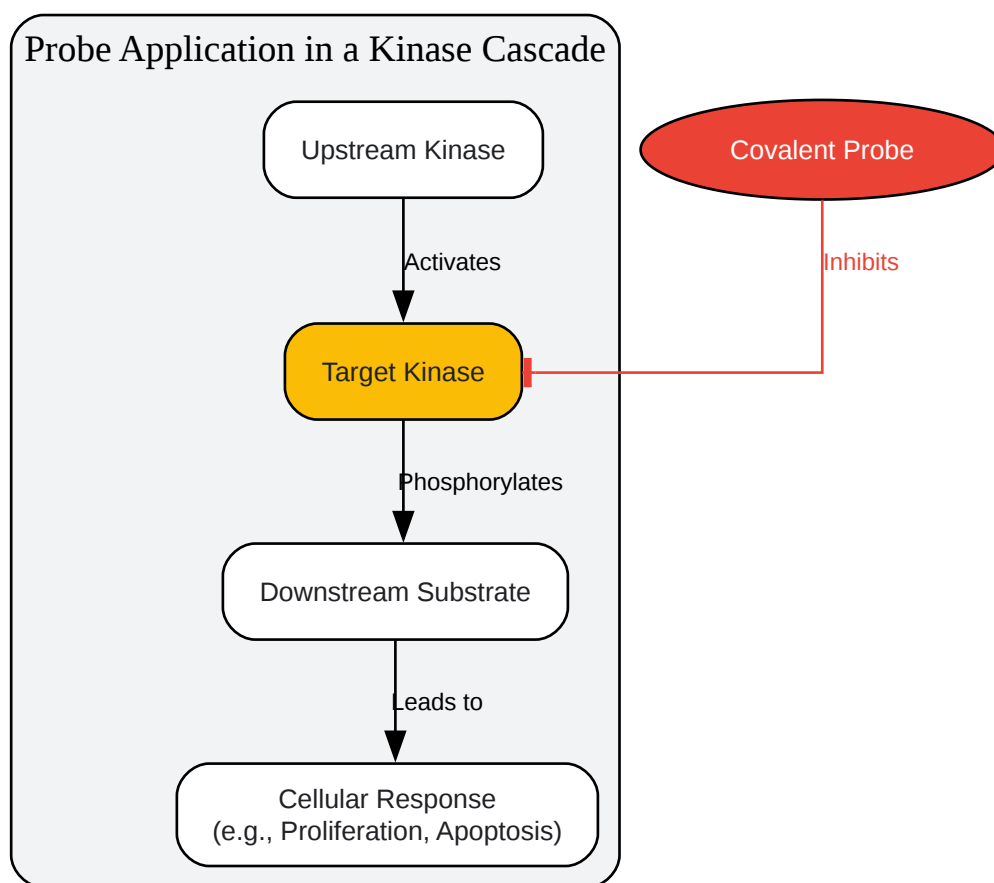 Probe Application in a Kinase Cascade
Upstream Kinase
Covalent Probe
Activates
Inhibits
Target Kinase
Phosphorylates
Downstream Substrate
Leads to
Cellular Response
(e.g., Proliferation, Apoptosis)